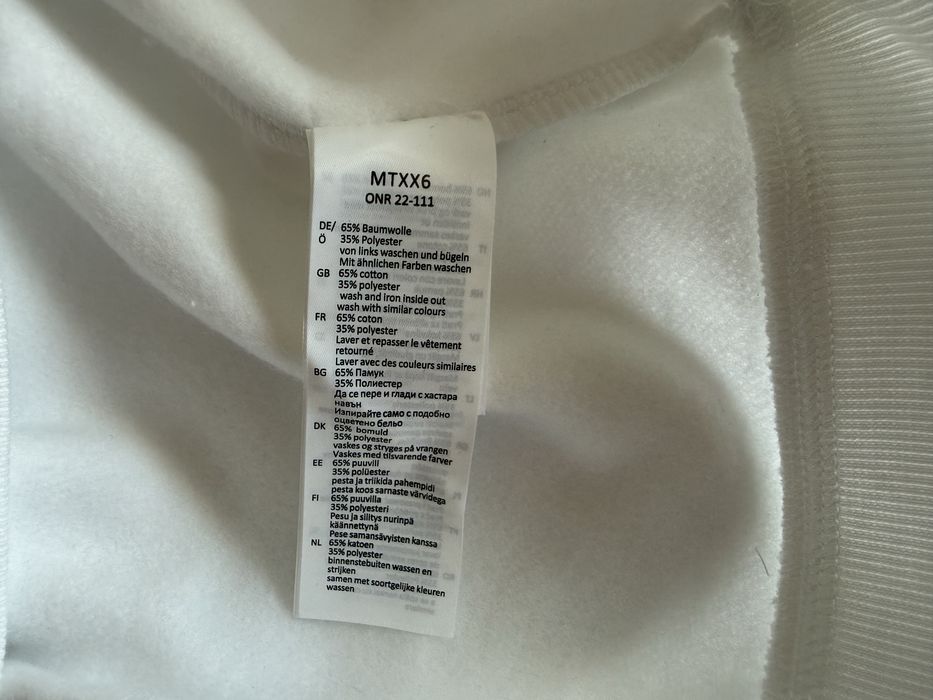 MTXX6
ONR 22-111
DE/ 65% Baumwolle
Ö 35% Polyester
von links waschen und bügeln
Mit ähnlichen Farben waschen
GB 65% cotton
35% polyester
wash and iron inside out
wash with similar colours
FR 65% coton
35% polyester
Laver et repasser le vêtement
retourné
Laver avec des couleurs similaires
BG 65% Памук
35% Полиестер
Да се пере и глади с хастара
навън
Изпирайте само с подобно
оцветено бельо
DK 65% bomuld
35% polyester
vaskes og stryges på vrangen
Vaskes med tilsvarende farver
EE 65% puuvill
35% polüester
pesta ja triikida pahempidi
pesta koos sarnaste värvidega
FI 65% puuvilla
35% polyesteri
Pesu ja silitys nurinpä
käännettynä
Pese samansävyisten kanssa
NL 65% katoen
35% polyester
binnenstebuiten wassen en
strijken
samen met soortgelijke kleuren
wassen